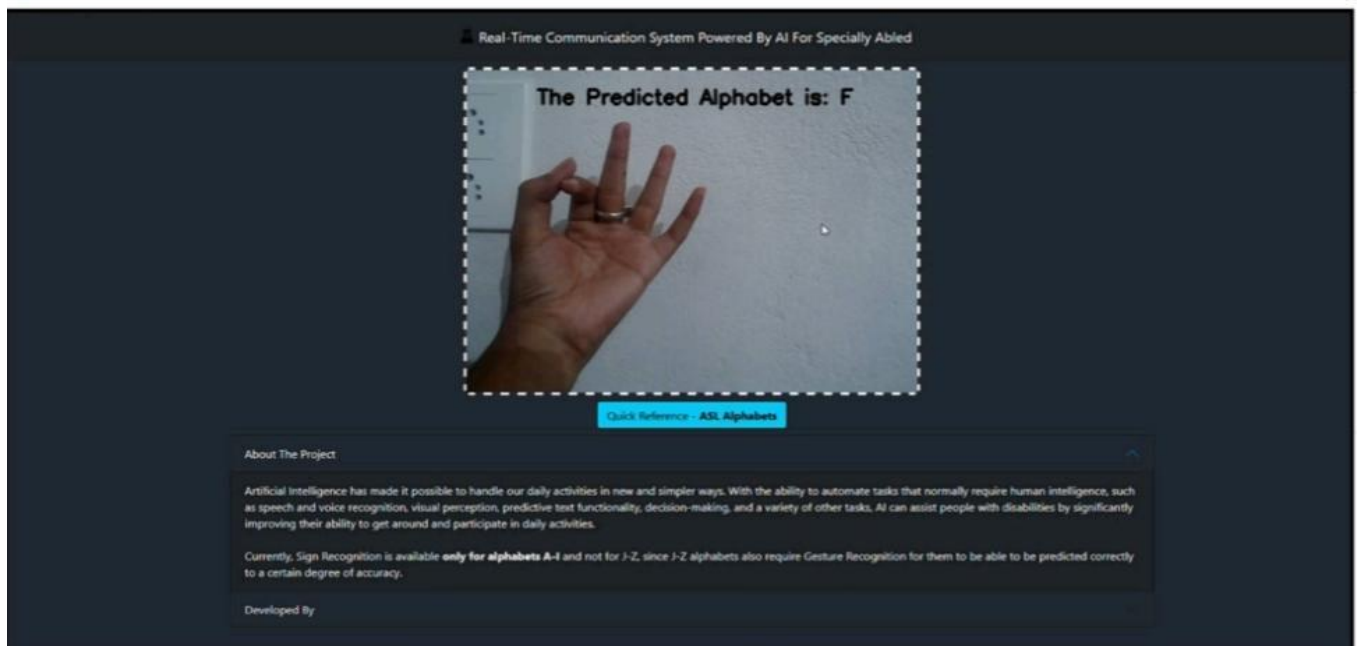 Real-Time Communication System Powered By AI For Specially Abled
The Predicted Alphabet is: F
Quick Reference - ASL Alphabets
About The Project
Artificial Intelligence has made it possible to handle our daily activities in new and simpler ways. With the ability to automate tasks that normally require human intelligence, such
as speech and voice recognition, visual perception, predictive text functionality, decision-making, and a variety of other tasks, AI can assist people with disabilities by significantly
improving their ability to get around and participate in daily activities.
Currently, Sign Recognition is available only for alphabets A-I and not for J-Z, since J-Z alphabets also require Gesture Recognition for them to be able to be predicted correctly
to a certain degree of accuracy.
Developed By